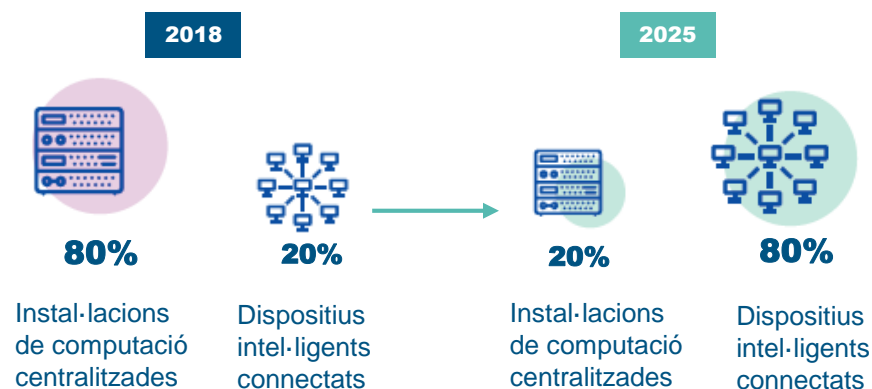 2018
2025
80%
20%
20%
80%
Instal·lacions
de computació
centralitzades
Dispositius
intel·ligents
connectats
Instal·lacions
de computació
centralitzades
Dispositius
intel·ligents
connectats